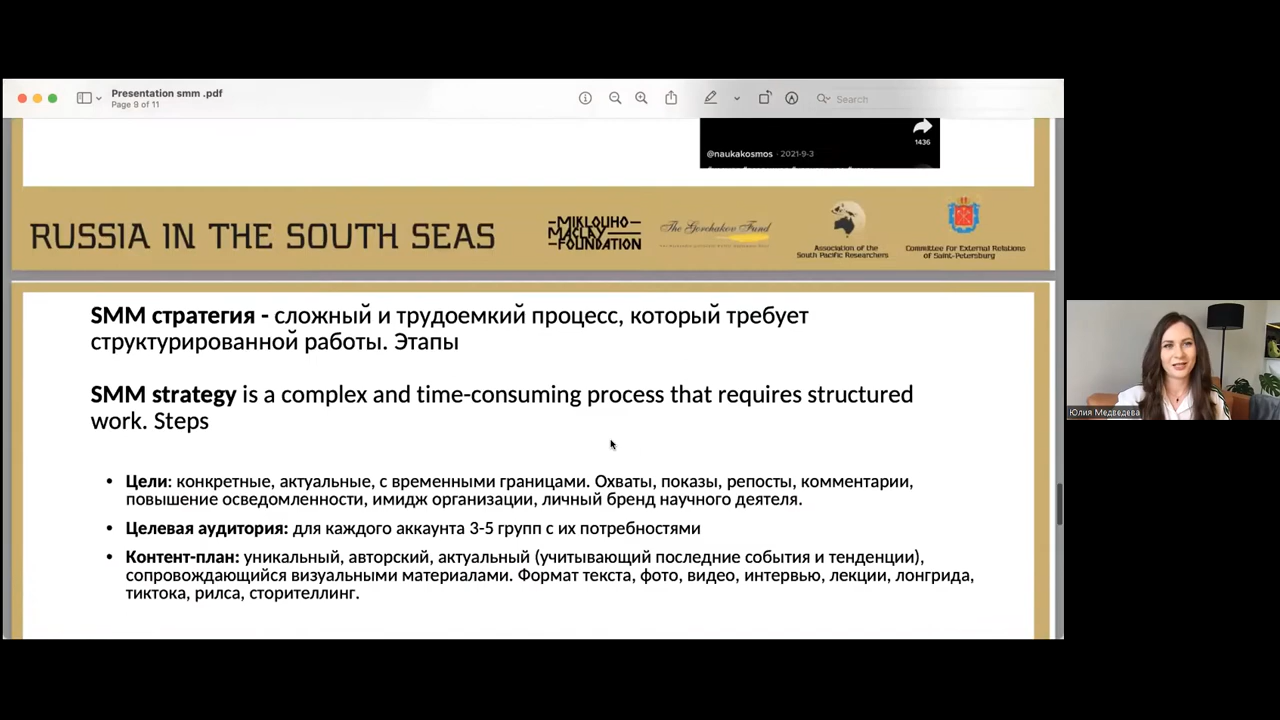 Presentation smm .pdf
Page 9 of 11
Search
1436
@naukakosmos · 2021-9-3
RUSSIA IN THE SOUTH SEAS
MIKLOUHO
MACLAY
FOUNDATION
The Gorchakov Fund
Association of the
South Pacific Researchers
Committee for External Relations
of Saint-Petersburg
SMM стратегия - сложный и трудоемкий процесс, который требует
структурированной работы. Этапы
SMM strategy is a complex and time-consuming process that requires structured
work. Steps
• Цели: конкретные, актуальные, с временными границами. Охваты, показы, репосты, комментарии,
повышение осведомленности, имидж организации, личный бренд научного деятеля.
• Целевая аудитория: для каждого аккаунта 3-5 групп с их потребностями
• Контент-план: уникальный, авторский, актуальный (учитывающий последние события и тенденции),
сопровождающийся визуальными материалами. Формат текста, фото, видео, интервью, лекции, лонгрида,
тиктока, рилса, сторителлинг.
Юлия Медведева